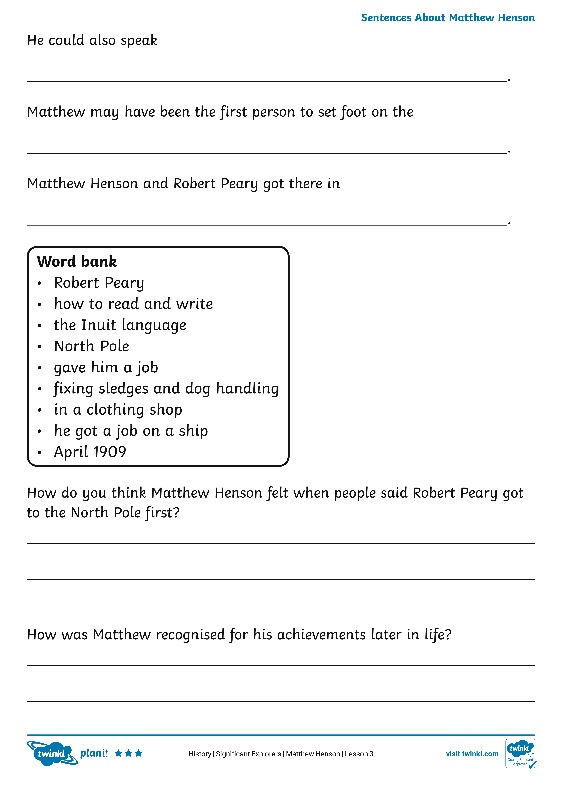 Sentences About Matthew Henson
He could also speak
.
Matthew may have been the first person to set foot on the
.
Matthew Henson and Robert Peary got there in
.
Word bank
• Robert Peary
• how to read and write
• the Inuit language
• North Pole
• gave him a job
• fixing sledges and dog handling
• in a clothing shop
• he got a job on a ship
• April 1909
How do you think Matthew Henson felt when people said Robert Peary got
to the North Pole first?
How was Matthew recognised for his achievements later in life?
twinkl planit History | Significant Explorers | Matthew Henson | Lesson 3 visit twinkl.com twinkl